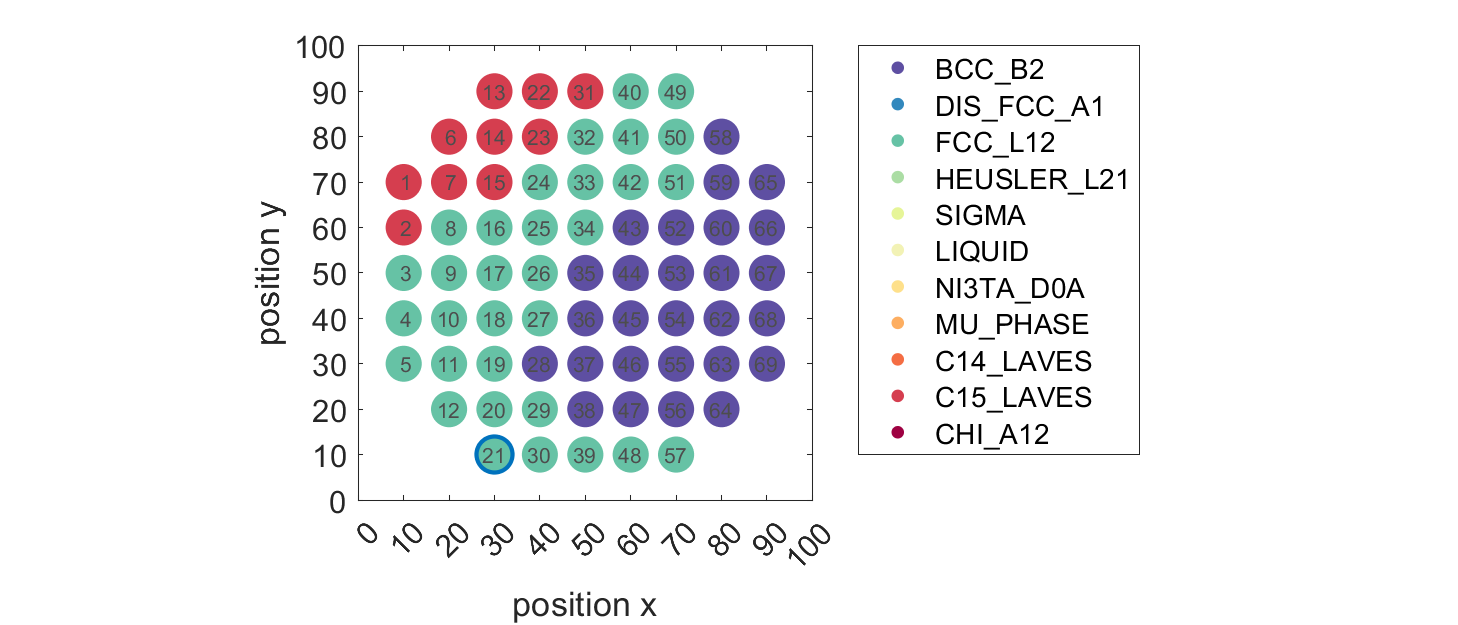 100
90
80
70
60
50
40
30
20
10
0
position y
13 22 31 40 49
6 14 23 32 41 50 58
1 7 15 24 33 42 51 59 65
2 8 16 25 34 43 52 60 66
3 9 17 26 35 44 53 61 67
4 10 18 27 36 45 54 62 68
5 11 19 28 37 46 55 63 69
12 20 29 38 47 56 64
21 30 39 48 57
0 10 20 30 40 50 60 70 80 90 100
position x
BCC_B2
DIS_FCC_A1
FCC_L12
HEUSLER_L21
SIGMA
LIQUID
NI3TA_D0A
MU_PHASE
C14_LAVES
C15_LAVES
CHI_A12